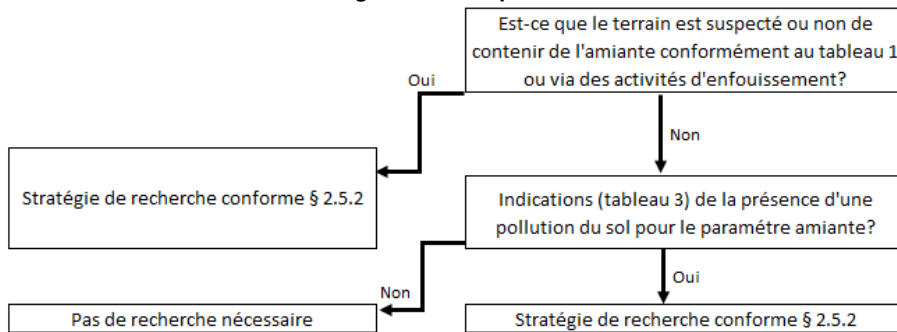 Est-ce que le terrain est suspecté ou non de
contenir de l'amiante conformément au tableau 1
ou via des activités d'enfouissement?
Oui
Non
Stratégie de recherche conforme § 2.5.2
Indications (tableau 3) de la présence d'une
pollution du sol pour le paramétre amiante?
Non
Oui
Pas de recherche nécessaire
Stratégie de recherche conforme § 2.5.2